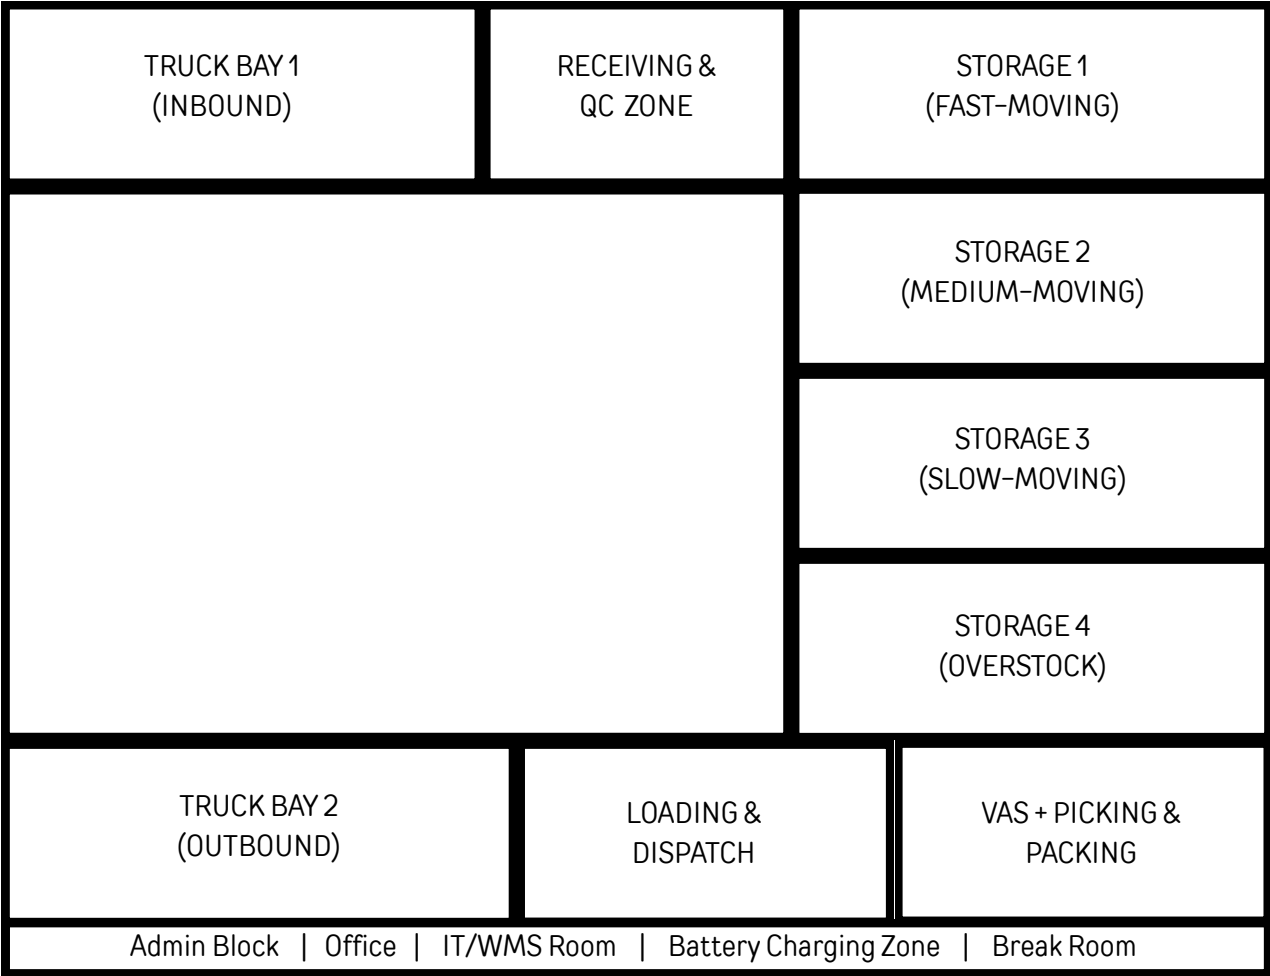 TRUCK BAY 1
(INBOUND)
RECEIVING &
QC ZONE
STORAGE 1
(FAST-MOVING)
STORAGE 2
(MEDIUM-MOVING)
STORAGE 3
(SLOW-MOVING)
STORAGE 4
(OVERSTOCK)
TRUCK BAY 2
(OUTBOUND)
LOADING &
DISPATCH
VAS + PICKING &
PACKING
Admin Block | Office | IT/WMS Room | Battery Charging Zone | Break Room